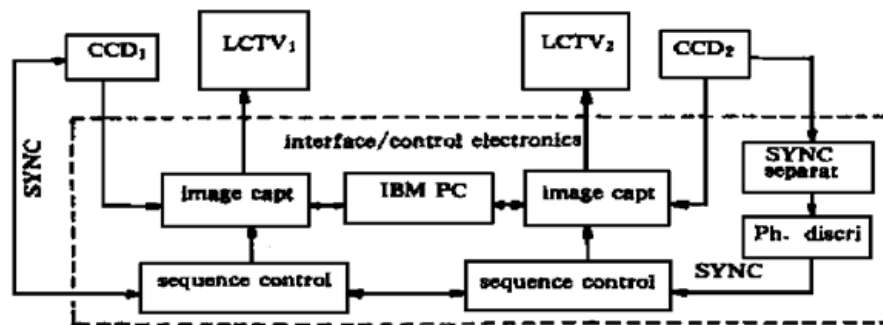 CCD₁
LCTV₁
LCTV₂
CCD₂
SYNC
interface/control electronics
SYNC
separat
image capt
IBM PC
image capt
Ph. discri
sequence control
sequence control
SYNC